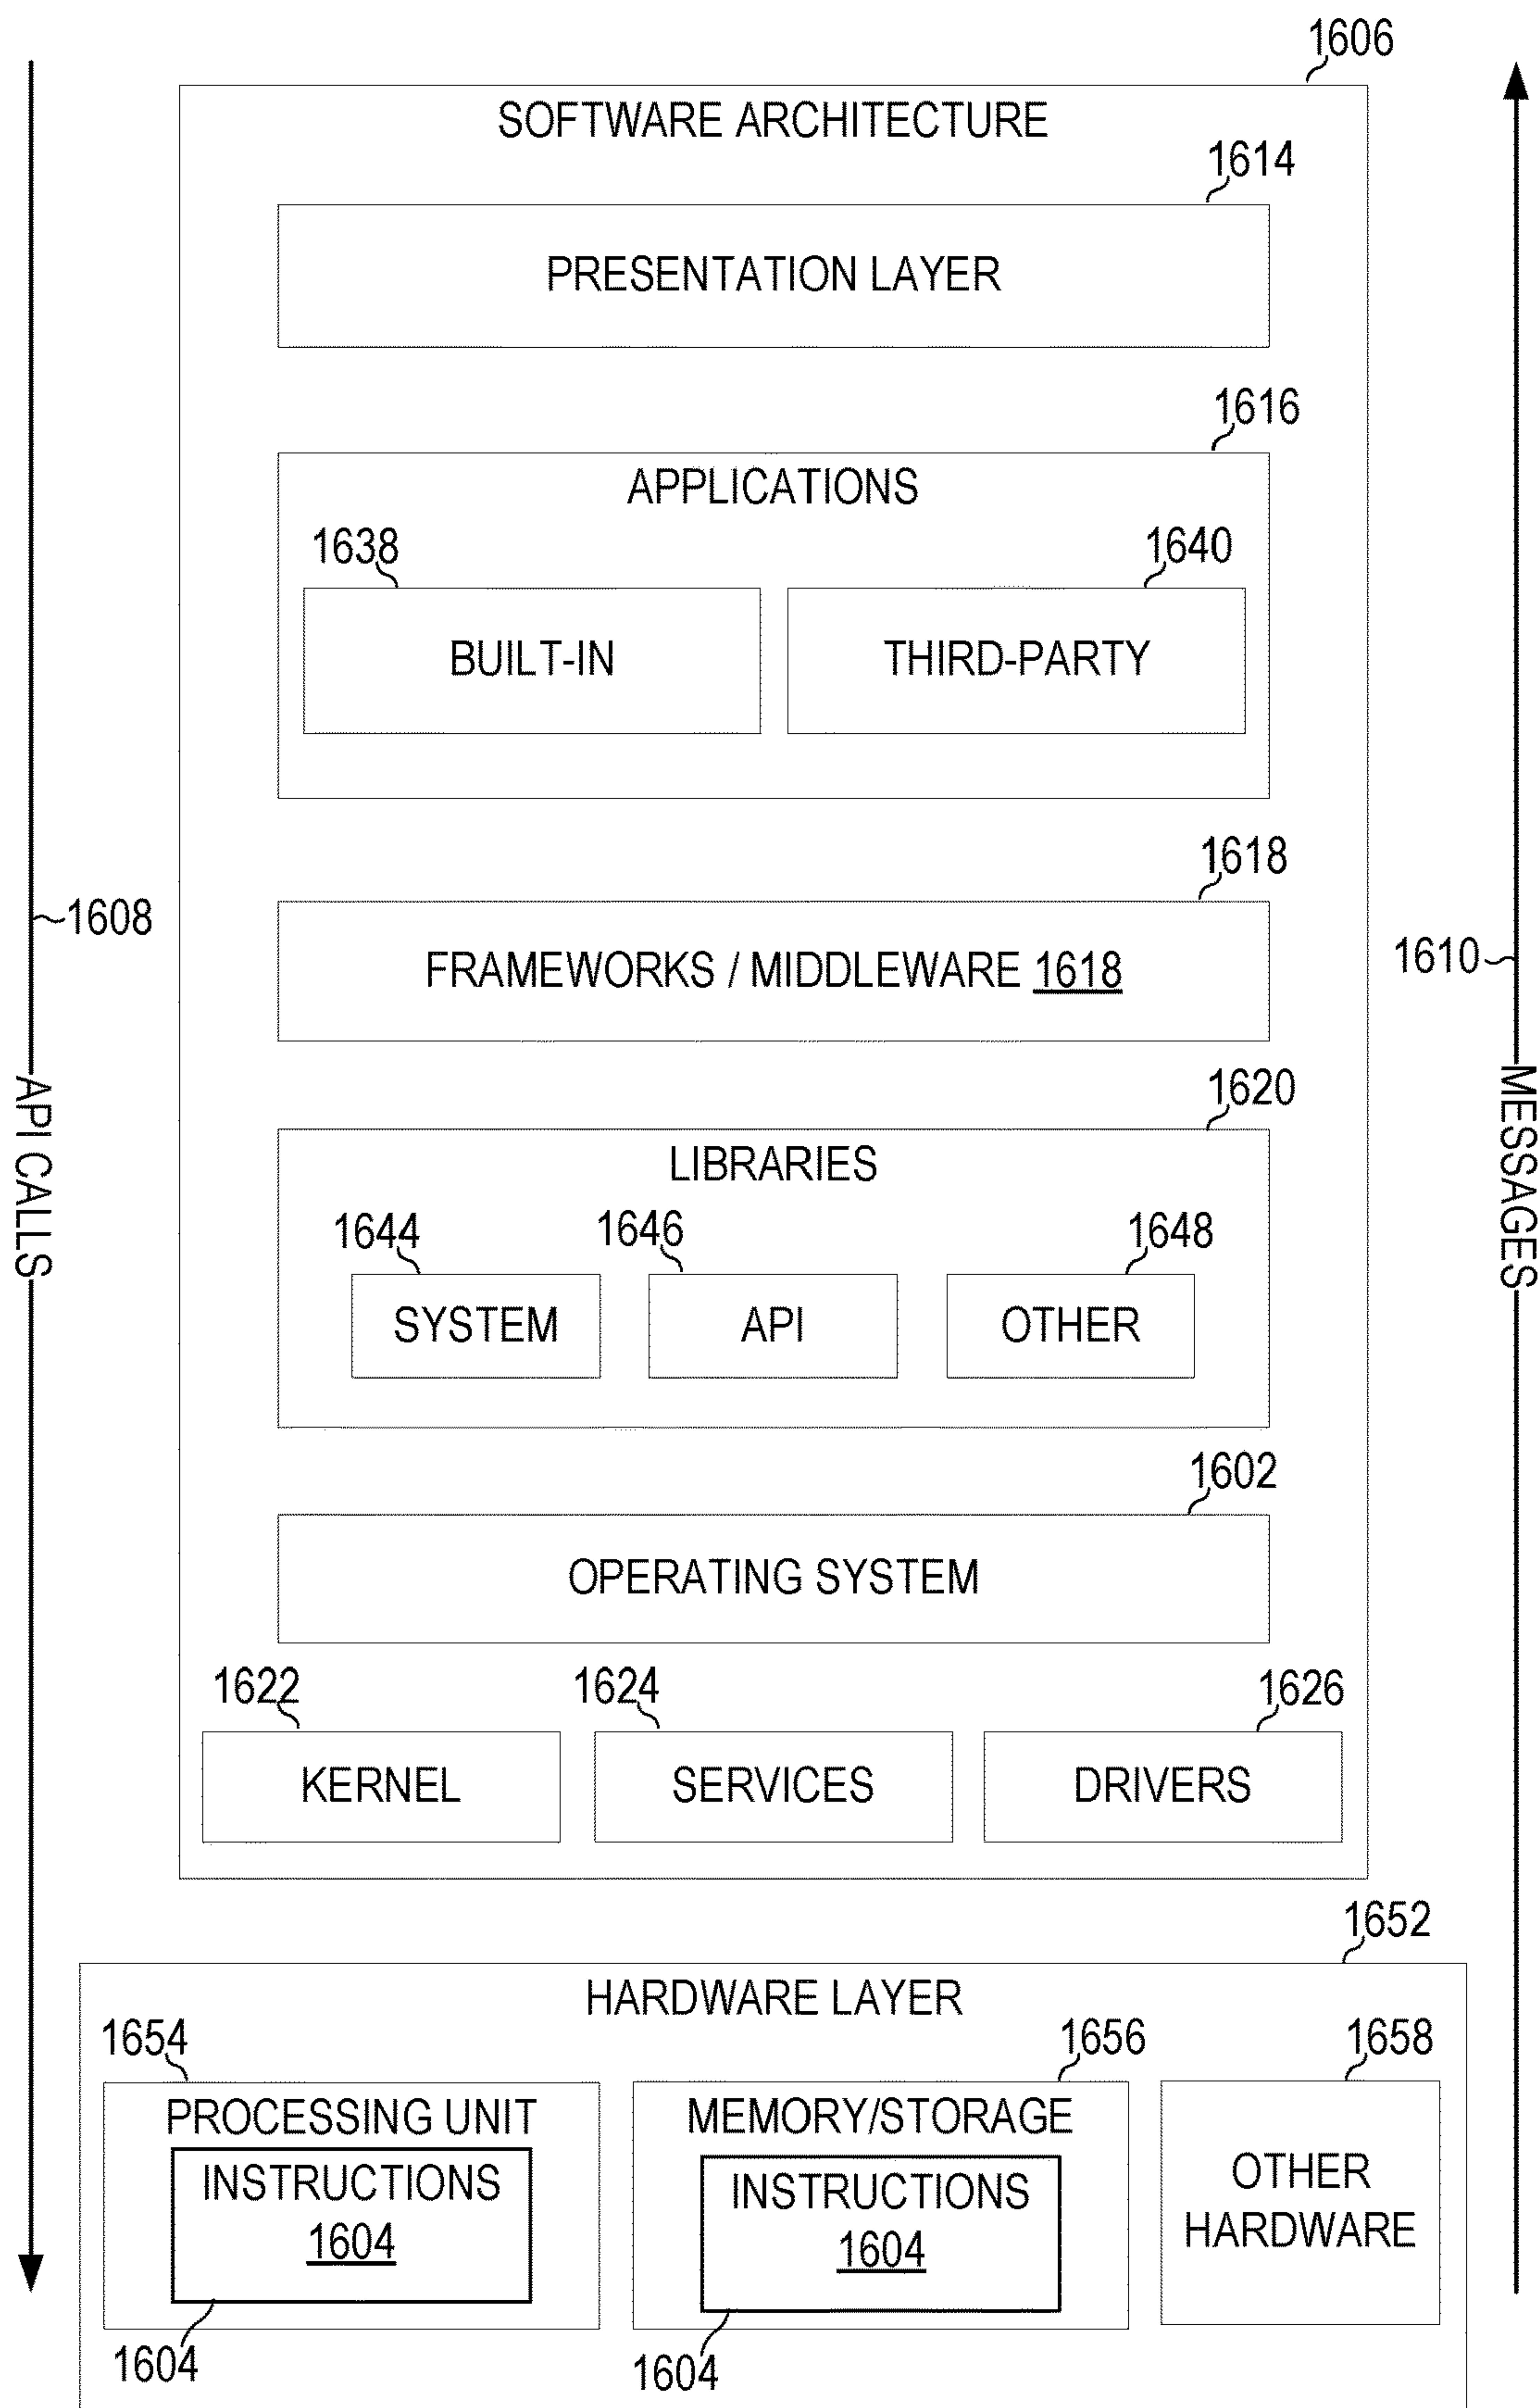 1606
SOFTWARE ARCHITECTURE
1614
PRESENTATION LAYER
1616
APPLICATIONS
1638
1640
BUILT-IN
THIRD-PARTY
1618
1608
FRAMEWORKS / MIDDLEWARE 1618
1610
API CALLS
MESSAGES
1620
LIBRARIES
1644
1646
1648
SYSTEM
API
OTHER
1602
OPERATING SYSTEM
1622
1624
1626
KERNEL
SERVICES
DRIVERS
1652
HARDWARE LAYER
1654
1656
1658
PROCESSING UNIT
INSTRUCTIONS
1604
1604
MEMORY/STORAGE
INSTRUCTIONS
1604
1604
OTHER
HARDWARE